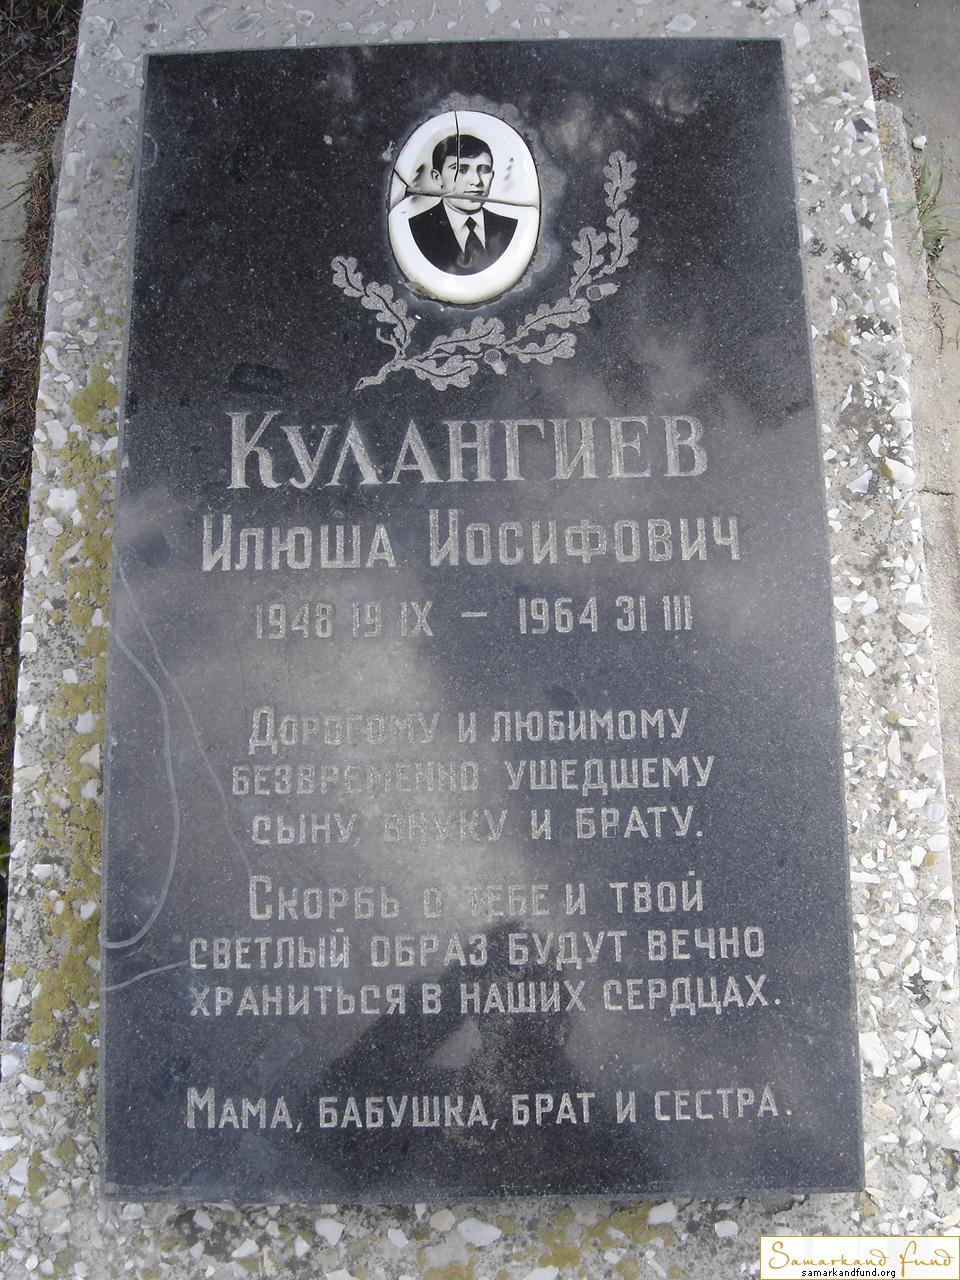 Кулангиев
Илюша Иосифович
1948 19 IX – 1964 31 III
Дорогому и любимому
безвременно ушедшему
сыну, внуку и брату.
Скорбь о тебе и твой
светлый образ будут вечно
храниться в наших сердцах.
Мама, бабушка, брат и сестра.
Samarkand fund
samarkandfund.org